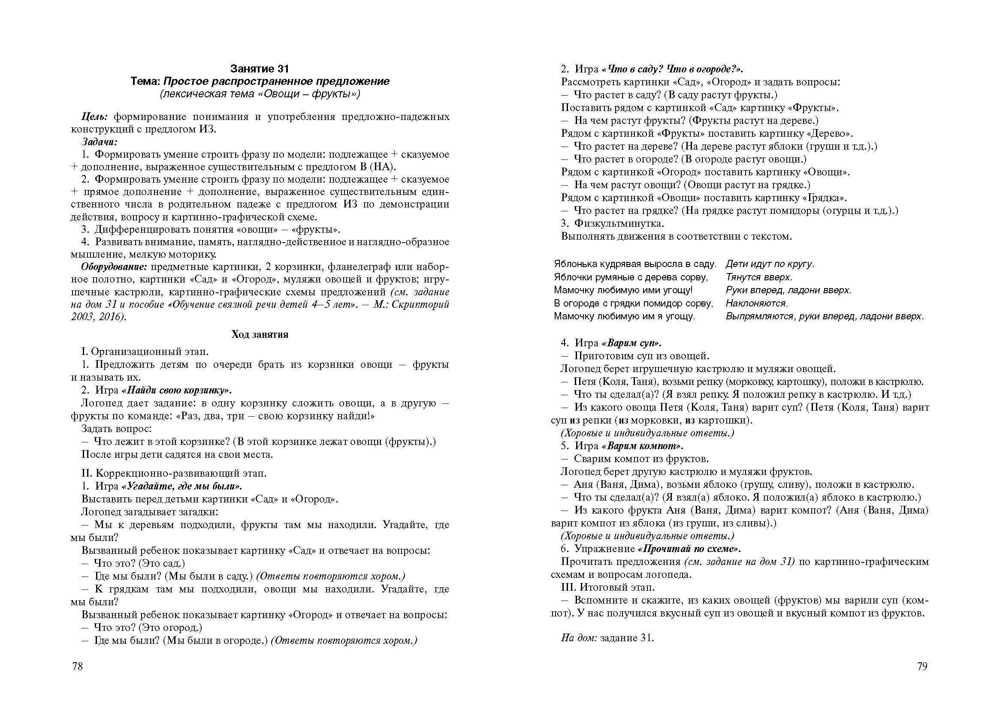 Занятие 31
Тема: Простое распространенное предложение
(лексическая тема «Овощи – фрукты»)
Цель: формирование понимания и употребления предложно-падежных
конструкций с предлогом ИЗ.
Задачи:
1. Формировать умение строить фразу по модели: подлежащее + сказуемое
+ дополнение, выраженное существительным с предлогом В (НА).
2. Формировать умение строить фразу по модели: подлежащее + сказуемое
+ прямое дополнение + дополнение, выраженное существительным един-
ственного числа в родительном падеже с предлогом ИЗ по демонстрации
действия, вопросу и картинно-графической схеме.
3. Дифференцировать понятия «овощи» – «фрукты».
4. Развивать внимание, память, наглядно-действенное и наглядно-образное
мышление, мелкую моторику.
Оборудование: предметные картинки, 2 корзинки, фланелеграф или набор-
ное полотно, картинки «Сад» и «Огород», муляжи овощей и фруктов; игру-
шечные кастрюли, картинно-графические схемы предложений (см. задание
на дом 31 и пособие «Обучение связной речи детей 4–5 лет». – М.: Скрипторий
2003, 2016).
Ход занятия
I. Организационный этап.
1. Предложить детям по очереди брать из корзинки овощи – фрукты
и называть их.
2. Игра «Найди свою корзинку».
Логопед дает задание: в одну корзинку сложить овощи, а в другую –
фрукты по команде: «Раз, два, три – свою корзинку найди!»
Задать вопрос:
– Что лежит в этой корзинке? (В этой корзинке лежат овощи (фрукты).)
После игры дети садятся на свои места.
II. Коррекционно-развивающий этап.
1. Игра «Угадайте, где мы были».
Выставить перед детьми картинки «Сад» и «Огород».
Логопед загадывает загадки:
– Мы к деревьям подходили, фрукты там мы находили. Угадайте, где
мы были?
Вызванный ребенок показывает картинку «Сад» и отвечает на вопросы:
– Что это? (Это сад.)
– Где мы были? (Мы были в саду.) (Ответы повторяются хором.)
– К грядкам там мы подходили, овощи мы находили. Угадайте, где
мы были?
Вызванный ребенок показывает картинку «Огород» и отвечает на вопросы:
– Что это? (Это огород.)
– Где мы были? (Мы были в огороде.) (Ответы повторяются хором.)
78
2. Игра «Что в саду? Что в огороде?».
Рассмотреть картинки «Сад», «Огород» и задать вопросы:
– Что растет в саду? (В саду растут фрукты.)
Поставить рядом с картинкой «Сад» картинку «Фрукты».
– На чем растут фрукты? (Фрукты растут на дереве.)
Рядом с картинкой «Фрукты» поставить картинку «Дерево».
– Что растет на дереве? (На дереве растут яблоки (груши и т.д.).)
– Что растет в огороде? (В огороде растут овощи.)
Рядом с картинкой «Огород» поставить картинку «Овощи».
– На чем растут овощи? (Овощи растут на грядке.)
Рядом с картинкой «Овощи» поставить картинку «Грядка».
– Что растет на грядке? (На грядке растут помидоры (огурцы и т.д.).)
3. Физкультминутка.
Выполнять движения в соответствии с текстом.
Яблонька кудрявая выросла в саду. Дети идут по кругу.
Яблочки румяные с дерева сорву, Тянутся вверх.
Мамочку любимую ими угощу! Руки вперед, ладони вверх.
В огороде с грядки помидор сорву, Наклоняются.
Мамочку любимую им я угощу. Выпрямляются, руки вперед, ладони вверх.
4. Игра «Варим суп».
– Приготовим суп из овощей.
Логопед берет игрушечную кастрюлю и муляжи овощей.
– Петя (Коля, Таня), возьми репку (морковку, картошку), положи в кастрюлю.
– Что ты сделал(а)? (Я взял репку. Я положил репку в кастрюлю. И т.д.)
– Из какого овоща Петя (Коля, Таня) варит суп? (Петя (Коля, Таня) варит
суп из репки (из морковки, из картошки).
(Хоровые и индивидуальные ответы.)
5. Игра «Варим компот».
– Сварим компот из фруктов.
Логопед берет другую кастрюлю и муляжи фруктов.
– Аня (Ваня, Дима), возьми яблоко (грушу, сливу), положи в кастрюлю.
– Что ты сделал(а)? (Я взял(а) яблоко. Я положил(а) яблоко в кастрюлю.)
– Из какого фрукта Аня (Ваня, Дима) варит компот? (Аня (Ваня, Дима)
варит компот из яблока (из груши, из сливы).)
(Хоровые и индивидуальные ответы.)
6. Упражнение «Прочитай по схеме».
Прочитать предложения (см. задание на дом 31) по картинно-графическим
схемам и вопросам логопеда.
III. Итоговый этап.
– Вспомните и скажите, из каких овощей (фруктов) мы варили суп (ком-
пот). У нас получился вкусный суп из овощей и вкусный компот из фруктов.
На дом: задание 31.
79